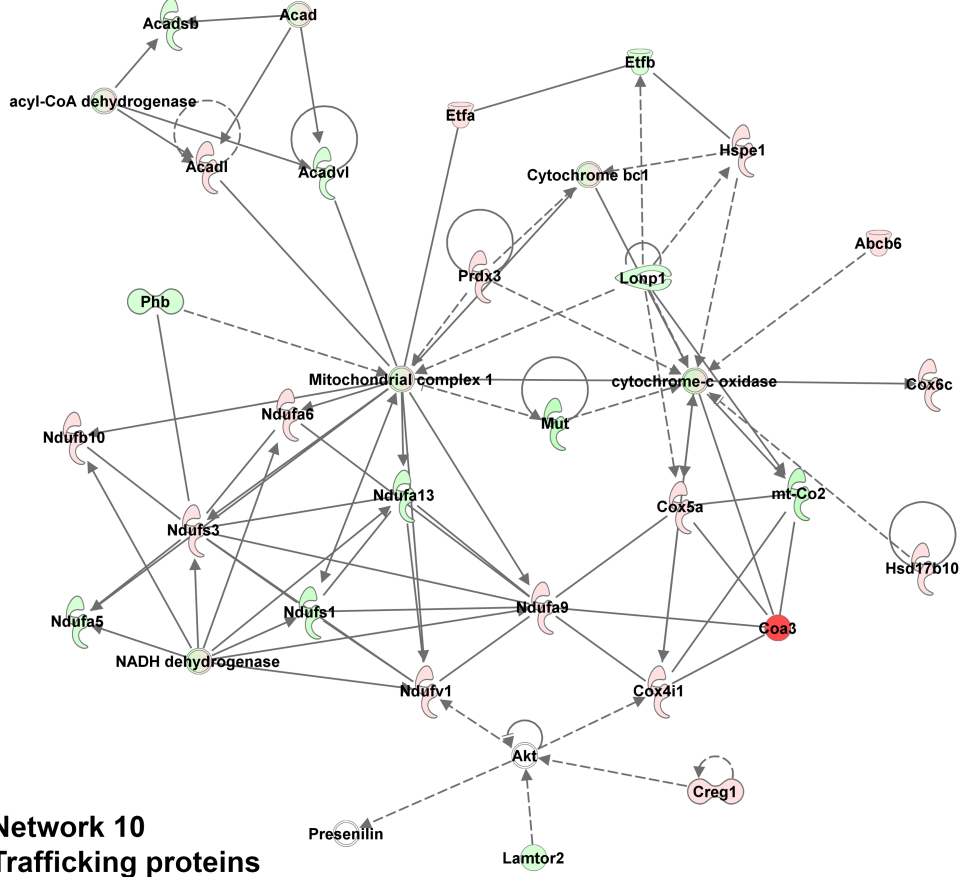 Acad
Acadsb
Etfb
acyl-CoA dehydrogenase
Etfa
Hspe1
Acadl
Acadvl
Cytochrome bc1
Abcb6
Prdx3
Lonp1
Phb
Mitochondrial complex 1
cytochrome-c oxidase
Cox6c
Ndufa6
Mut
Ndufb10
Ndufa13
mt-Co2
Cox5a
Ndufs3
Hsd17b10
Ndufa9
Ndufs1
Ndufa5
Coa3
NADH dehydrogenase
Ndufv1
Cox4i1
Akt
Creg1
Presenilin
Lamtor2
Network 10
Trafficking proteins